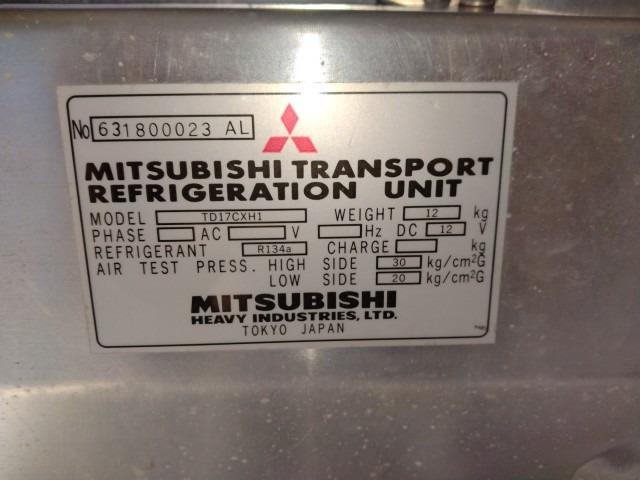 No 631800023 AL
MITSUBISHI TRANSPORT
REFRIGERATION UNIT
MODEL TD17CXH1 WEIGHT 12 kg
PHASE AC V Hz DC 12 V
REFRIGERANT R134a CHARGE kg
AIR TEST PRESS. HIGH SIDE 30 kg/cm²G
LOW SIDE 20 kg/cm²G
MITSUBISHI
HEAVY INDUSTRIES, LTD.
TOKYO JAPAN